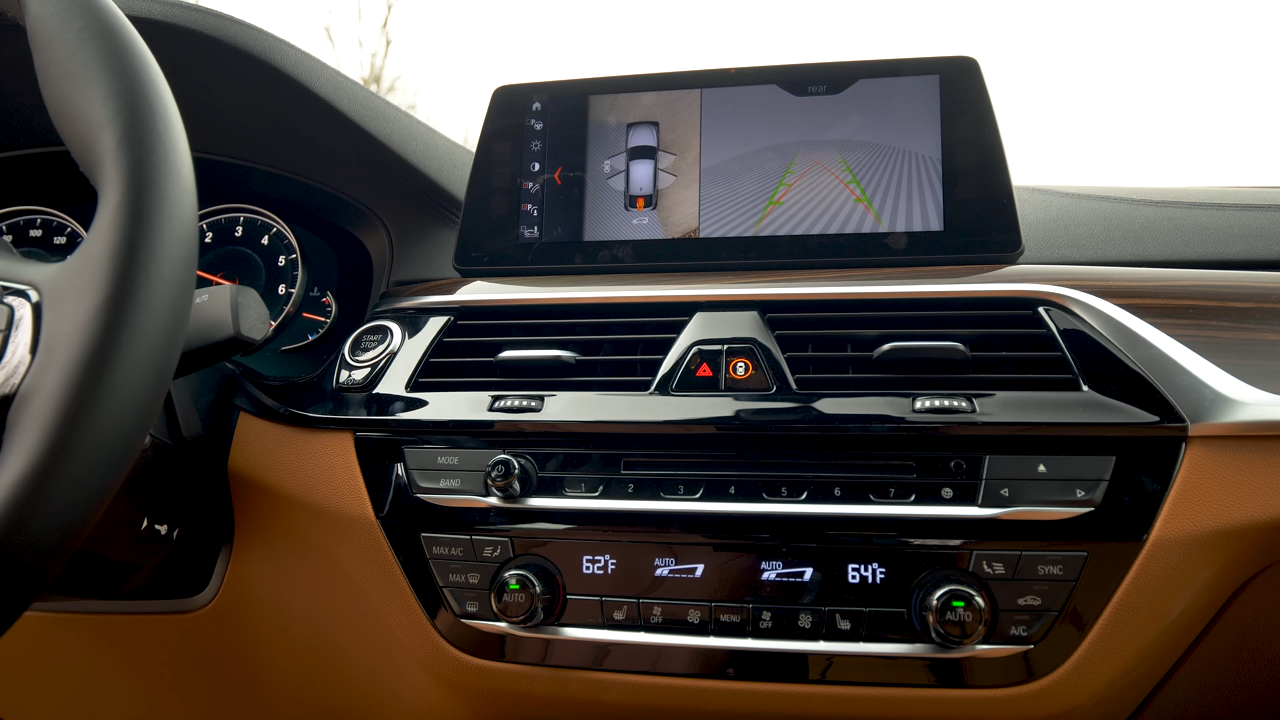 rear
100
120
2
3
4
5
6
AUTO
START
STOP
MODE
BAND
1
2
3
4
5
6
7
MAX A/C
62°F
AUTO
AUTO
64°F
SYNC
MAX
AUTO
AUTO
OFF
MENU
OFF
A/C